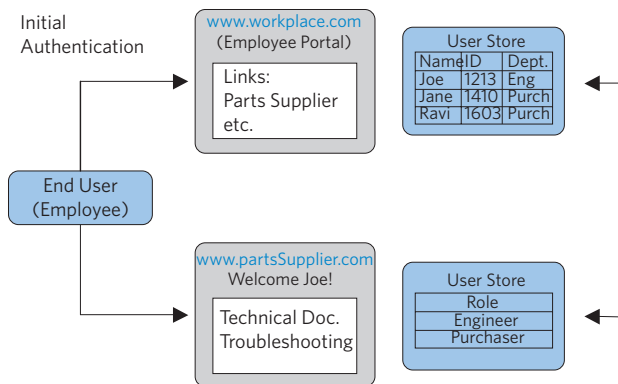 Initial
Authentication
www.workplace.com
(Employee Portal)
Links:
Parts Supplier
etc.
User Store
NameID Dept.
Joe 1213 Eng
Jane 1410 Purch
Ravi 1603 Purch
End User
(Employee)
www.partsSupplier.com
Welcome Joe!
Technical Doc.
Troubleshooting
User Store
Role
Engineer
Purchaser